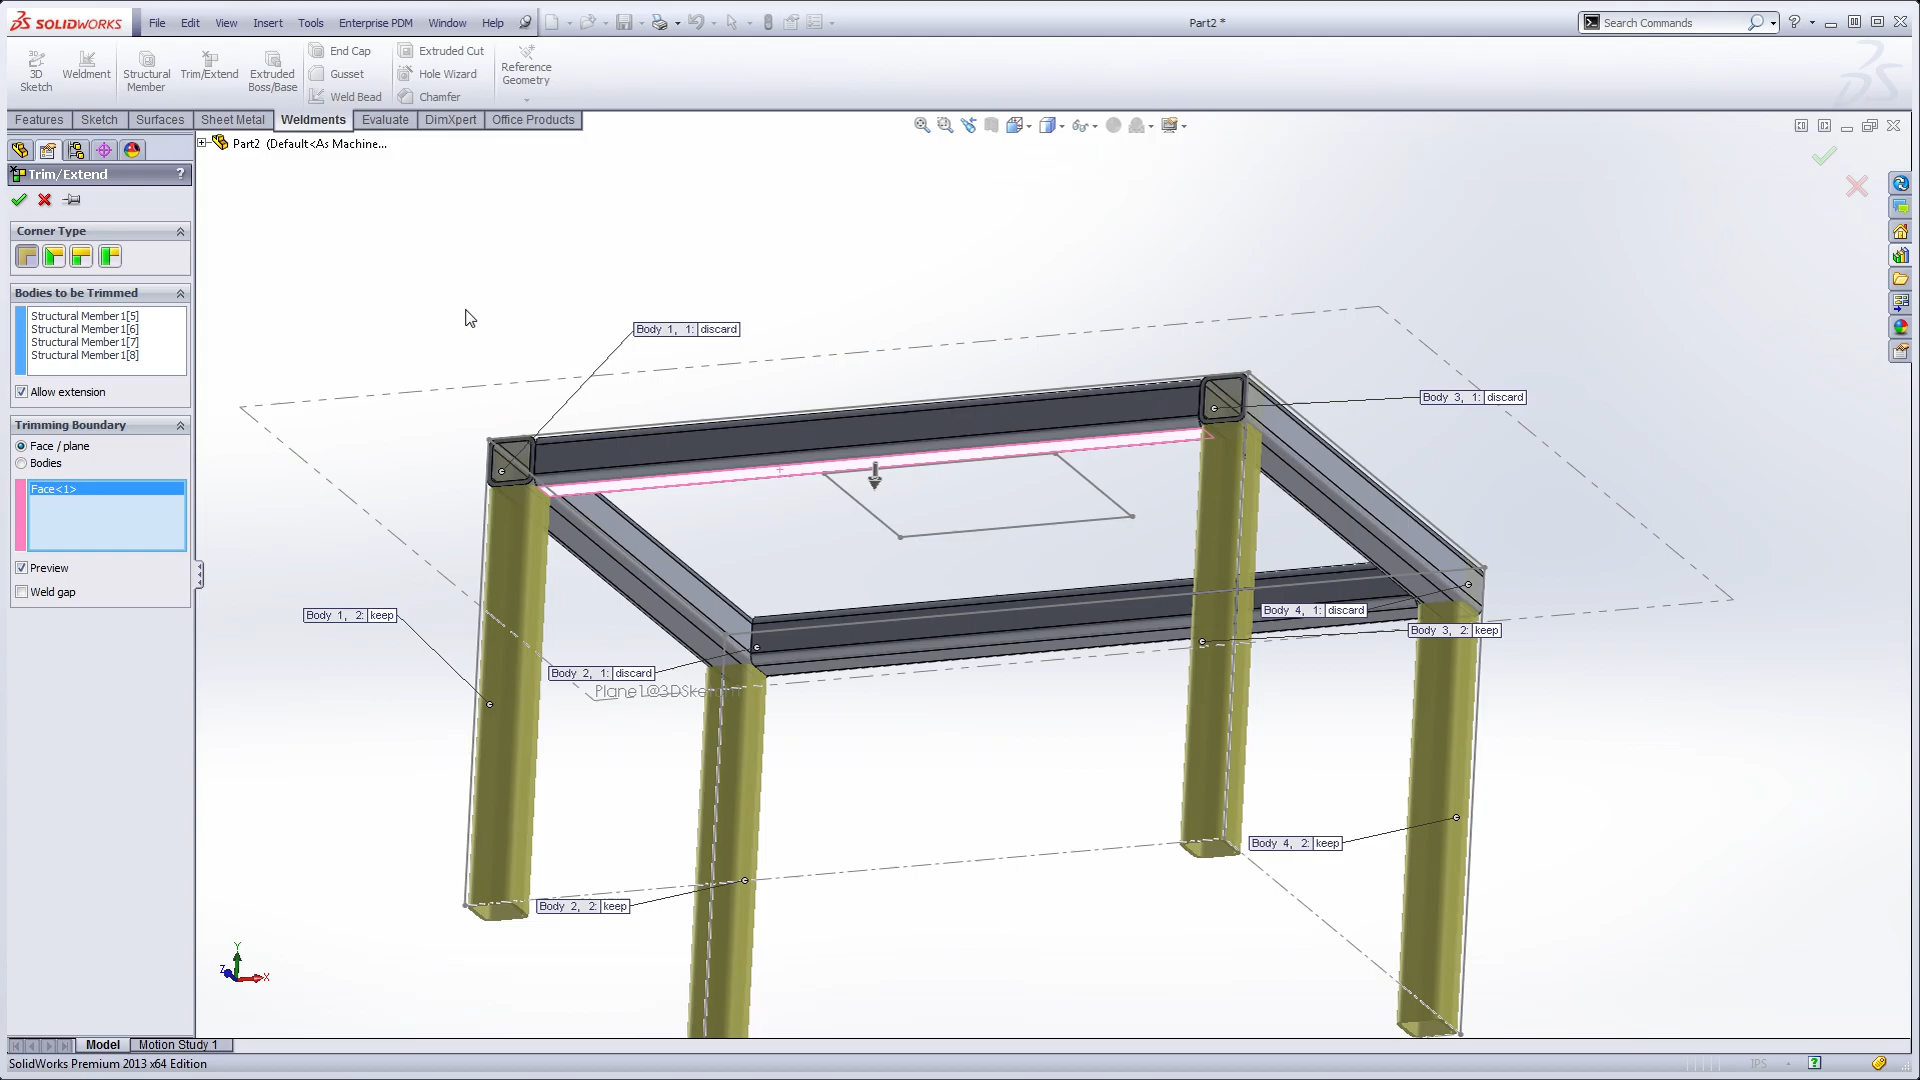 SOLIDWORKS File Edit View Insert Tools Enterprise PDM Window Help Part2 * Search Commands ?
3D Sketch
Weldment
Structural Member
Trim/Extend
Extruded Boss/Base
End Cap
Gusset
Weld Bead
Extruded Cut
Hole Wizard
Chamfer
Reference Geometry
Features Sketch Surfaces Sheet Metal Weldments Evaluate DimXpert Office Products
Part2 (Default<As Machine...
Trim/Extend ?
Corner Type
Bodies to be Trimmed
Structural Member1[5]
Structural Member1[6]
Structural Member1[7]
Structural Member1[8]
Allow extension
Trimming Boundary
Face / plane
Bodies
Face<1>
Preview
Weld gap
Body 1, 1: discard
Body 3, 1: discard
Body 1, 2: keep
Body 4, 1: discard
Body 3, 2: keep
Body 2, 1: discard
Plane1@3DSke
Body 4, 2: keep
Body 2, 2: keep
Y
Z
X
Model Motion Study 1
SolidWorks Premium 2013 x64 Edition
IPS
?